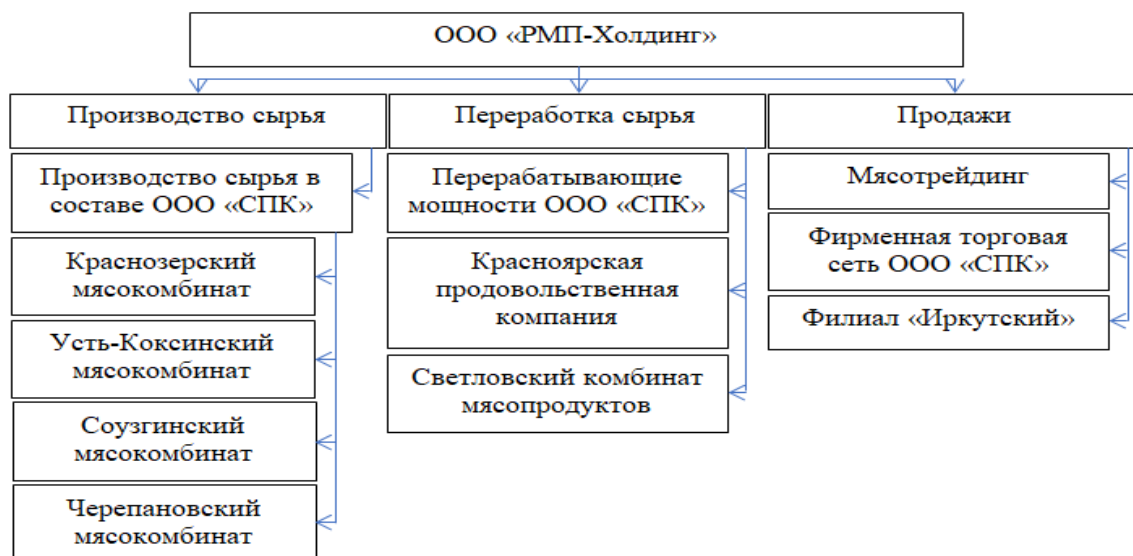 ООО «РМП-Холдинг»
Производство сырья
Производство сырья в
составе ООО «СПК»
Краснозерский
мясокомбинат
Усть-Коксинский
мясокомбинат
Соузгинский
мясокомбинат
Черепановский
мясокомбинат
Переработка сырья
Перерабатывающие
мощности ООО «СПК»
Красноярская
продовольственная
компания
Светловский комбинат
мясопродуктов
Продажи
Мясотрейдинг
Фирменная торговая
сеть ООО «СПК»
Филиал «Иркутский»